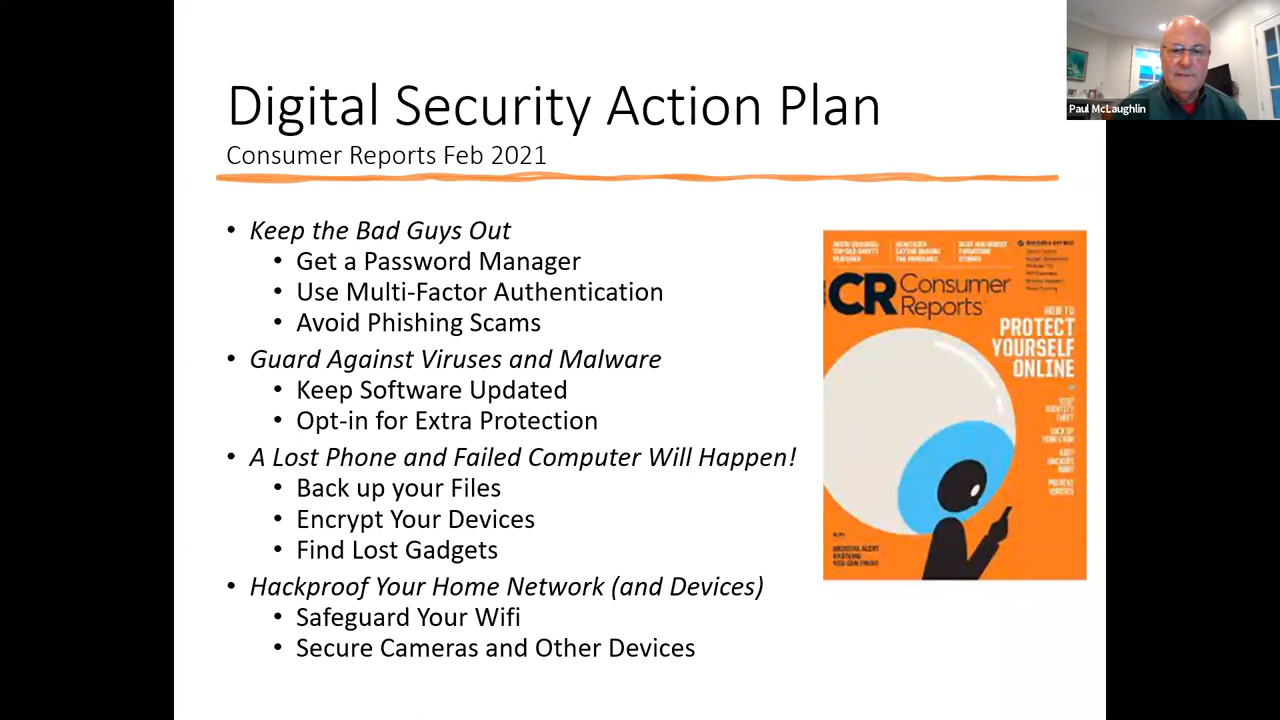 Digital Security Action Plan
Consumer Reports Feb 2021
• Keep the Bad Guys Out
• Get a Password Manager
• Use Multi-Factor Authentication
• Avoid Phishing Scams
• Guard Against Viruses and Malware
• Keep Software Updated
• Opt-in for Extra Protection
• A Lost Phone and Failed Computer Will Happen!
• Back up your Files
• Encrypt Your Devices
• Find Lost Gadgets
• Hackproof Your Home Network (and Devices)
• Safeguard Your Wifi
• Secure Cameras and Other Devices
CR Consumer
Reports
HOW TO
PROTECT
YOURSELF
ONLINE
Paul McLaughlin